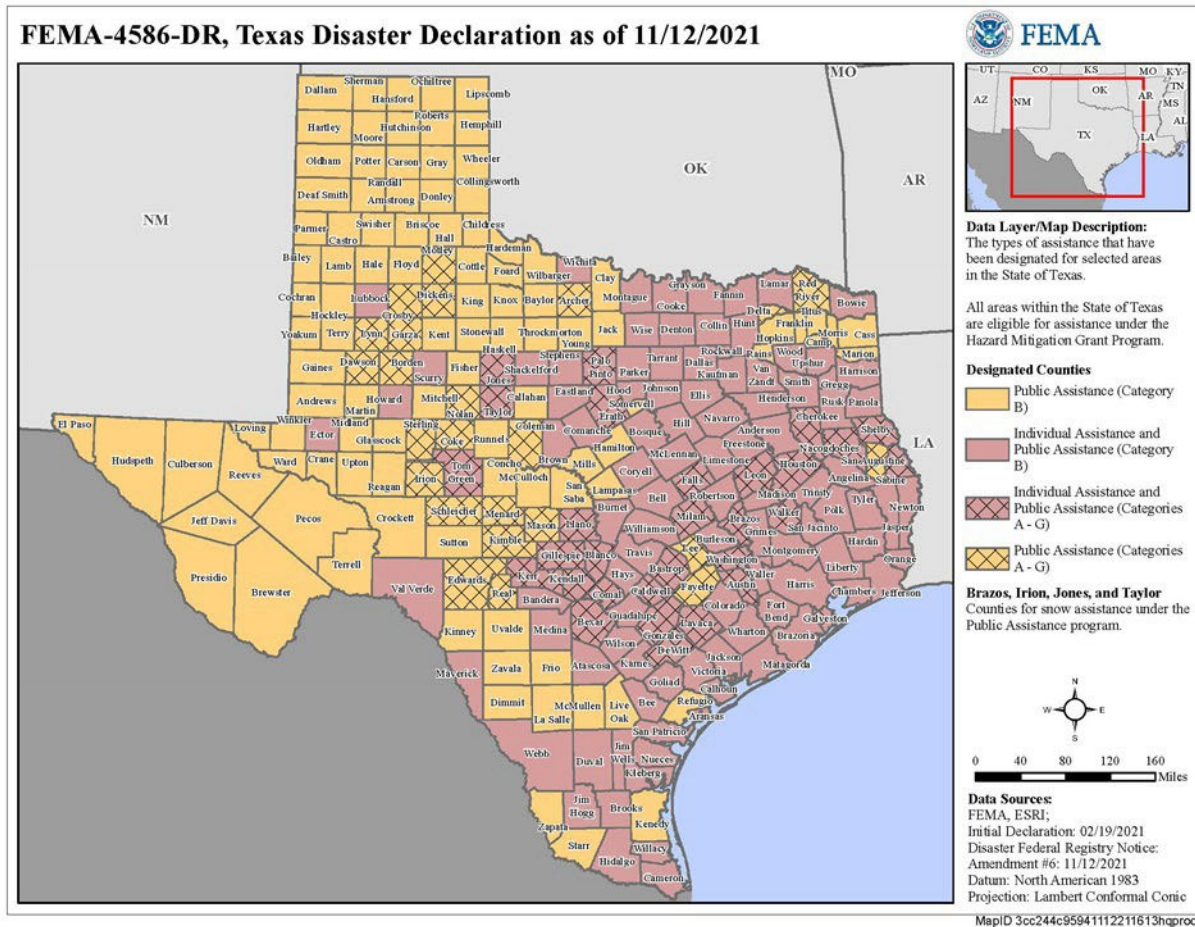 FEMA-4586-DR, Texas Disaster Declaration as of 11/12/2021
FEMA
MO
OK
AR
NM
LA
Sherman Ochiltree
Dallam Hansford Lipscomb
Roberts
Hartley Moore Hutchinson Hemphill
Oldham Potter Carson Gray Wheeler
Randall Collingsworth
Deaf Smith Armstrong Donley
Parmer Swisher Briscoe Childress
Castro Hall
Motley Hardeman
Bailey Lamb Hale Floyd Cottle Foard Wilbarger Wichita Clay
Cochran Lubbock Dickens King Knox Baylor Archer Montague Cooke Grayson Fannin Lamar Red River Bowie
Hockley Crosby Delta Titus
Yoakum Terry Lynn Garza Kent Stonewall Throckmorton Jack Wise Denton Collin Hunt Hopkins Franklin Morris Cass
Haskell Young Camp
Gaines Dawson Borden Scurry Fisher Jones Shackelford Stephens Palo Pinto Parker Tarrant Dallas Rockwall Kaufman Rains Van Zandt Wood Upshur Marion Harrison
Andrews Martin Howard Mitchell Nolan Taylor Callahan Eastland Erath Hood Somervell Johnson Ellis Henderson Smith Gregg Rusk Panola
El Paso Hudspeth Culberson Reeves Loving Winkler Ector Midland Glasscock Sterling Coke Runnels Coleman Brown Comanche Hamilton Bosque Hill Navarro Freestone Anderson Cherokee Nacogdoches Shelby
Ward Crane Upton Reagan Irion Tom Green Concho McCulloch Mills San Saba Lampasas Coryell McLennan Limestone Falls Leon Houston Angelina San Augustine Sabine
Jeff Davis Pecos Crockett Schleicher Menard Mason Llano Burnet Bell Milam Robertson Madison Trinity Polk Tyler Newton Jasper
Presidio Brewster Terrell Sutton Kimble Gillespie Blanco Williamson Travis Lee Burleson Brazos Grimes Walker San Jacinto Hardin Orange
Val Verde Edwards Real Kerr Kendall Bandera Comal Hays Bastrop Caldwell Fayette Washington Austin Waller Montgomery Harris Liberty Chambers Jefferson
Kinney Uvalde Medina Bexar Guadalupe Gonzales Lavaca Colorado Wharton Fort Bend Brazoria Galveston
Maverick Zavala Frio Atascosa Wilson Karnes DeWitt Jackson Matagorda Victoria Goliad Calhoun
Dimmit La Salle McMullen Live Oak Bee Refugio Aransas
Webb Duval Jim Wells San Patricio Nueces Kleberg
Zapata Jim Hogg Brooks Kenedy
Starr Hidalgo Willacy Cameron
UT CO KS MO KY
AZ NM OK AR TN
MS
AL
TX LA
Data Layer/Map Description:
The types of assistance that have
been designated for selected areas
in the State of Texas.
All areas within the State of Texas
are eligible for assistance under the
Hazard Mitigation Grant Program.
Designated Counties
Public Assistance (Category
B)
Individual Assistance and
Public Assistance (Category
B)
Individual Assistance and
Public Assistance (Categories
A - G)
Public Assistance (Categories
A - G)
Brazos, Irion, Jones, and Taylor
Counties for snow assistance under the
Public Assistance program.
N
W E
S
0 40 80 120 160
Miles
Data Sources:
FEMA, ESRI;
Initial Declaration: 02/19/2021
Disaster Federal Registry Notice:
Amendment #6: 11/12/2021
Datum: North American 1983
Projection: Lambert Conformal Conic
MapID 3cc244c95941112211613hqprod